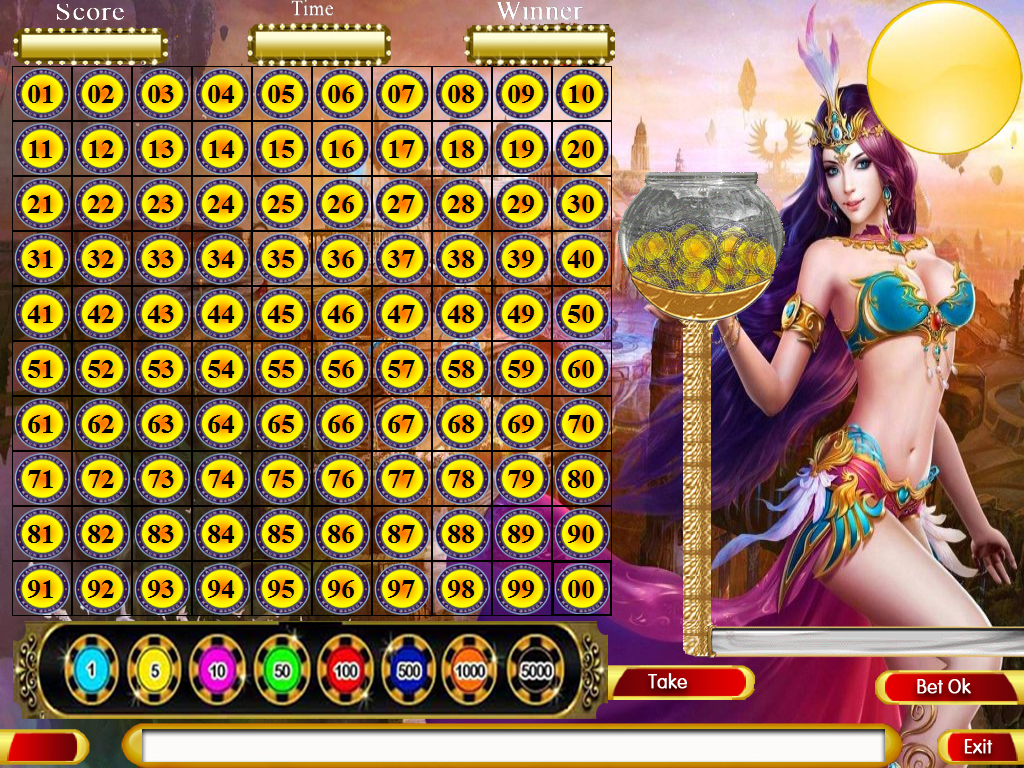 Score Time Winner
01 02 03 04 05 06 07 08 09 10
11 12 13 14 15 16 17 18 19 20
21 22 23 24 25 26 27 28 29 30
31 32 33 34 35 36 37 38 39 40
41 42 43 44 45 46 47 48 49 50
51 52 53 54 55 56 57 58 59 60
61 62 63 64 65 66 67 68 69 70
71 72 73 74 75 76 77 78 79 80
81 82 83 84 85 86 87 88 89 90
91 92 93 94 95 96 97 98 99 00
1 5 10 50 100 500 1000 5000
Take
Bet Ok
Exit